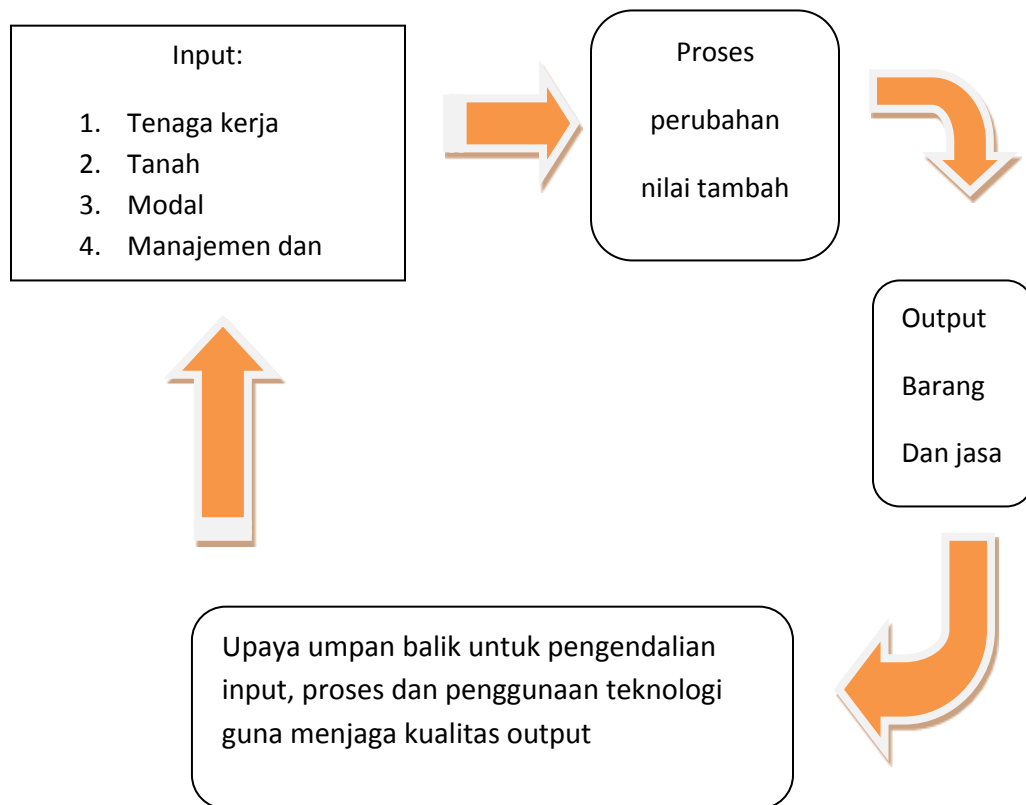 Input:
1. Tenaga kerja
2. Tanah
3. Modal
4. Manajemen dan
Proses
perubahan
nilai tambah
Output
Barang
Dan jasa
Upaya umpan balik untuk pengendalian
input, proses dan penggunaan teknologi
guna menjaga kualitas output